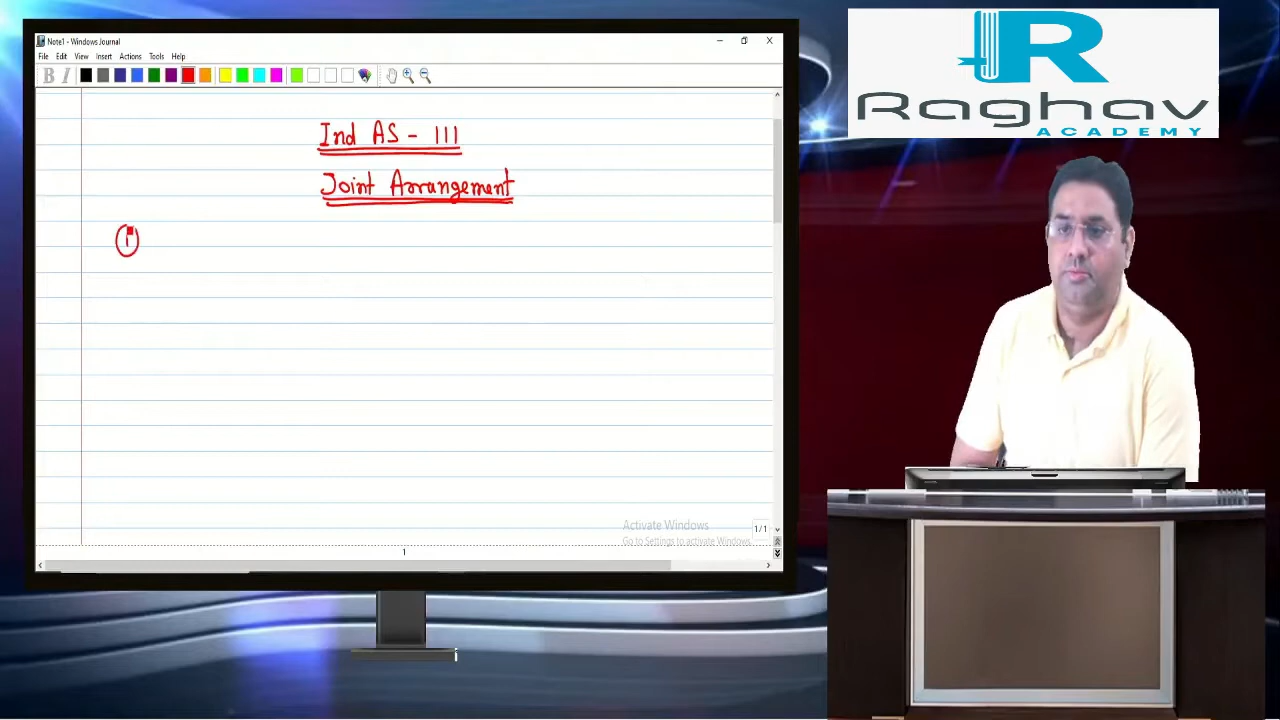 Note1 - Windows Journal
File Edit View Insert Actions Tools Help
B I
Ind AS - 111
Joint Arrangement
1
Activate Windows
Go to Settings to activate Windows.
1/1
1
R
Raghav
ACADEMY